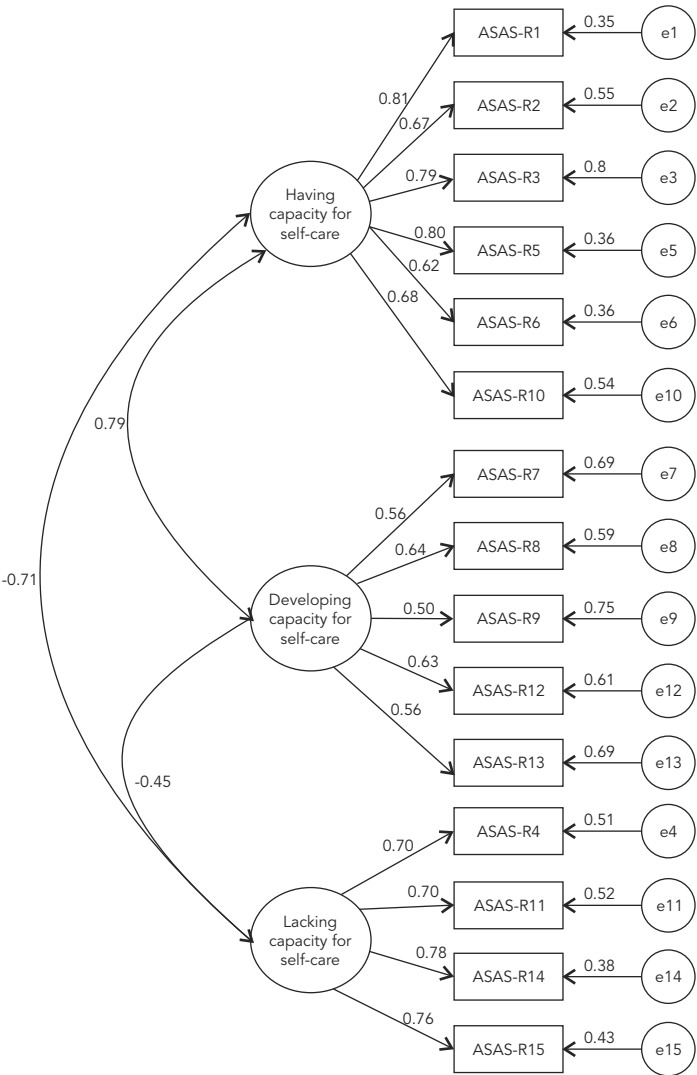 ASAS-R1
0.35
e1
0.81
ASAS-R2
0.55
e2
0.67
ASAS-R3
0.8
e3
0.79
Having
capacity for
self-care
ASAS-R5
0.36
e5
0.80
ASAS-R6
0.36
e6
0.62
ASAS-R10
0.54
e10
0.68
0.79
ASAS-R7
0.69
e7
0.56
ASAS-R8
0.59
e8
0.64
-0.71
Developing
capacity for
self-care
ASAS-R9
0.75
e9
0.50
ASAS-R12
0.61
e12
0.63
ASAS-R13
0.69
e13
0.56
-0.45
ASAS-R4
0.51
e4
0.70
ASAS-R11
0.52
e11
0.70
Lacking
capacity for
self-care
ASAS-R14
0.38
e14
0.78
ASAS-R15
0.43
e15
0.76